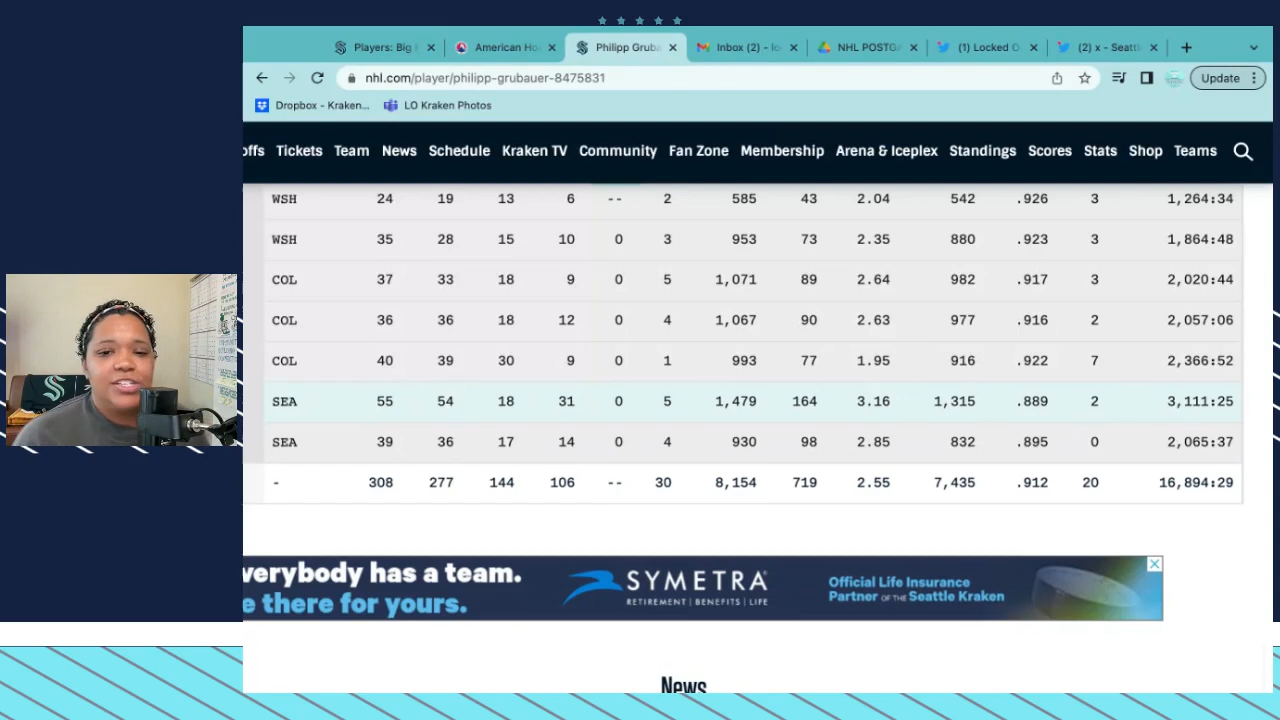 Players: Big
American Ho
Philipp Gruba
Inbox (2) - lo
NHL POSTGA
(1) Locked O
(2) x - Seattl
nhl.com/player/philipp-grubauer-8475831
Update
Dropbox - Kraken...
LO Kraken Photos
offs Tickets Team News Schedule Kraken TV Community Fan Zone Membership Arena & Iceplex Standings Scores Stats Shop Teams
WSH 24 19 13 6 -- 2 585 43 2.04 542 .926 3 1,264:34
WSH 35 28 15 10 0 3 953 73 2.35 880 .923 3 1,864:48
COL 37 33 18 9 0 5 1,071 89 2.64 982 .917 3 2,020:44
COL 36 36 18 12 0 4 1,067 90 2.63 977 .916 2 2,057:06
COL 40 39 30 9 0 1 993 77 1.95 916 .922 7 2,366:52
SEA 55 54 18 31 0 5 1,479 164 3.16 1,315 .889 2 3,111:25
SEA 39 36 17 14 0 4 930 98 2.85 832 .895 0 2,065:37
- 308 277 144 106 -- 30 8,154 719 2.55 7,435 .912 20 16,894:29
verybody has a team.
e there for yours.
SYMETRA
RETIREMENT | BENEFITS | LIFE
Official Life Insurance
Partner OF THE Seattle Kraken
News